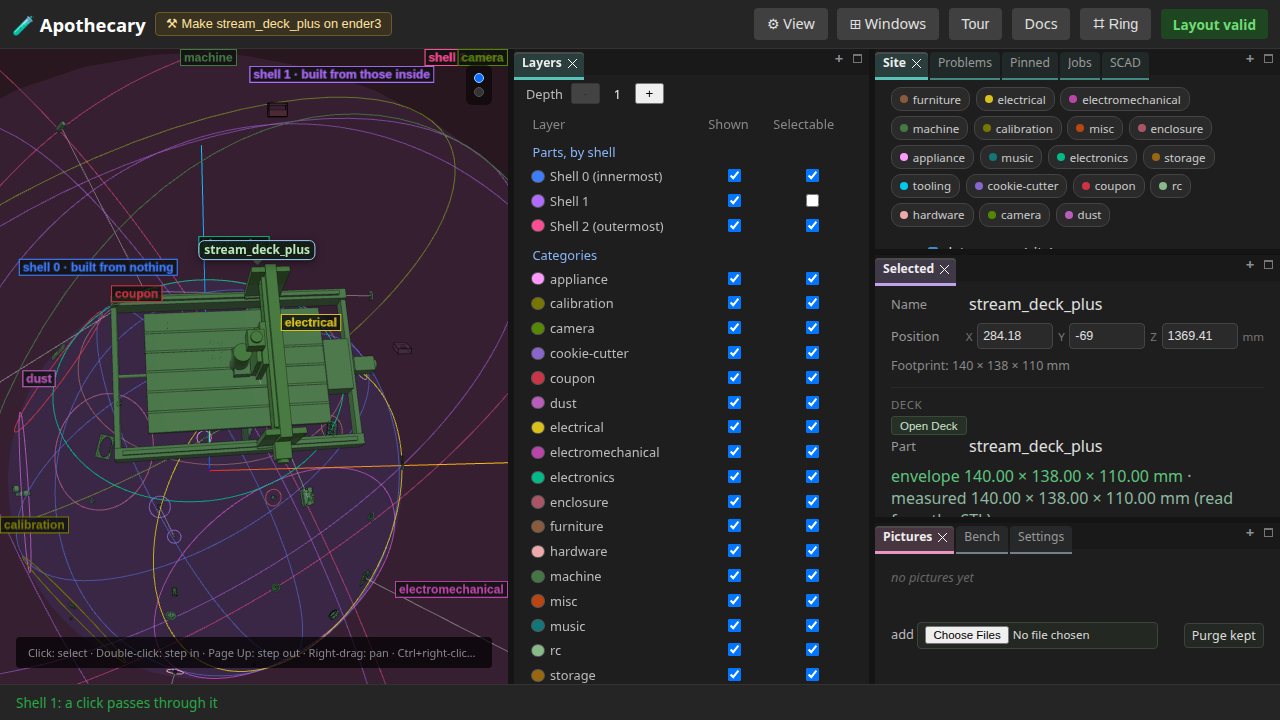 🧪 Apothecary
⚒ Make stream_deck_plus on ender3
⚙ View
⊞ Windows
Tour
Docs
⌗ Ring
Layout valid
machine
shell
camera
shell 1 · built from those inside
stream_deck_plus
shell 0 · built from nothing
coupon
electrical
dust
calibration
electromechanical
Click: select · Double-click: step in · Page Up: step out · Right-drag: pan · Ctrl+right-clic...
Layers
Depth 1 +
Layer Shown Selectable
Parts, by shell
Shell 0 (innermost)
Shell 1
Shell 2 (outermost)
Categories
appliance
calibration
camera
cookie-cutter
coupon
dust
electrical
electromechanical
electronics
enclosure
furniture
hardware
machine
misc
music
rc
storage
Site Problems Pinned Jobs SCAD
furniture electrical electromechanical
machine calibration misc enclosure
appliance music electronics storage
tooling cookie-cutter coupon rc
hardware camera dust
Selected
Name stream_deck_plus
Position X 284.18 Y -69 Z 1369.41 mm
Footprint: 140 × 138 × 110 mm
DECK
Open Deck
Part stream_deck_plus
envelope 140.00 × 138.00 × 110.00 mm ·
measured 140.00 × 138.00 × 110.00 mm (read
Pictures Bench Settings
no pictures yet
add Choose Files No file chosen Purge kept
Shell 1: a click passes through it